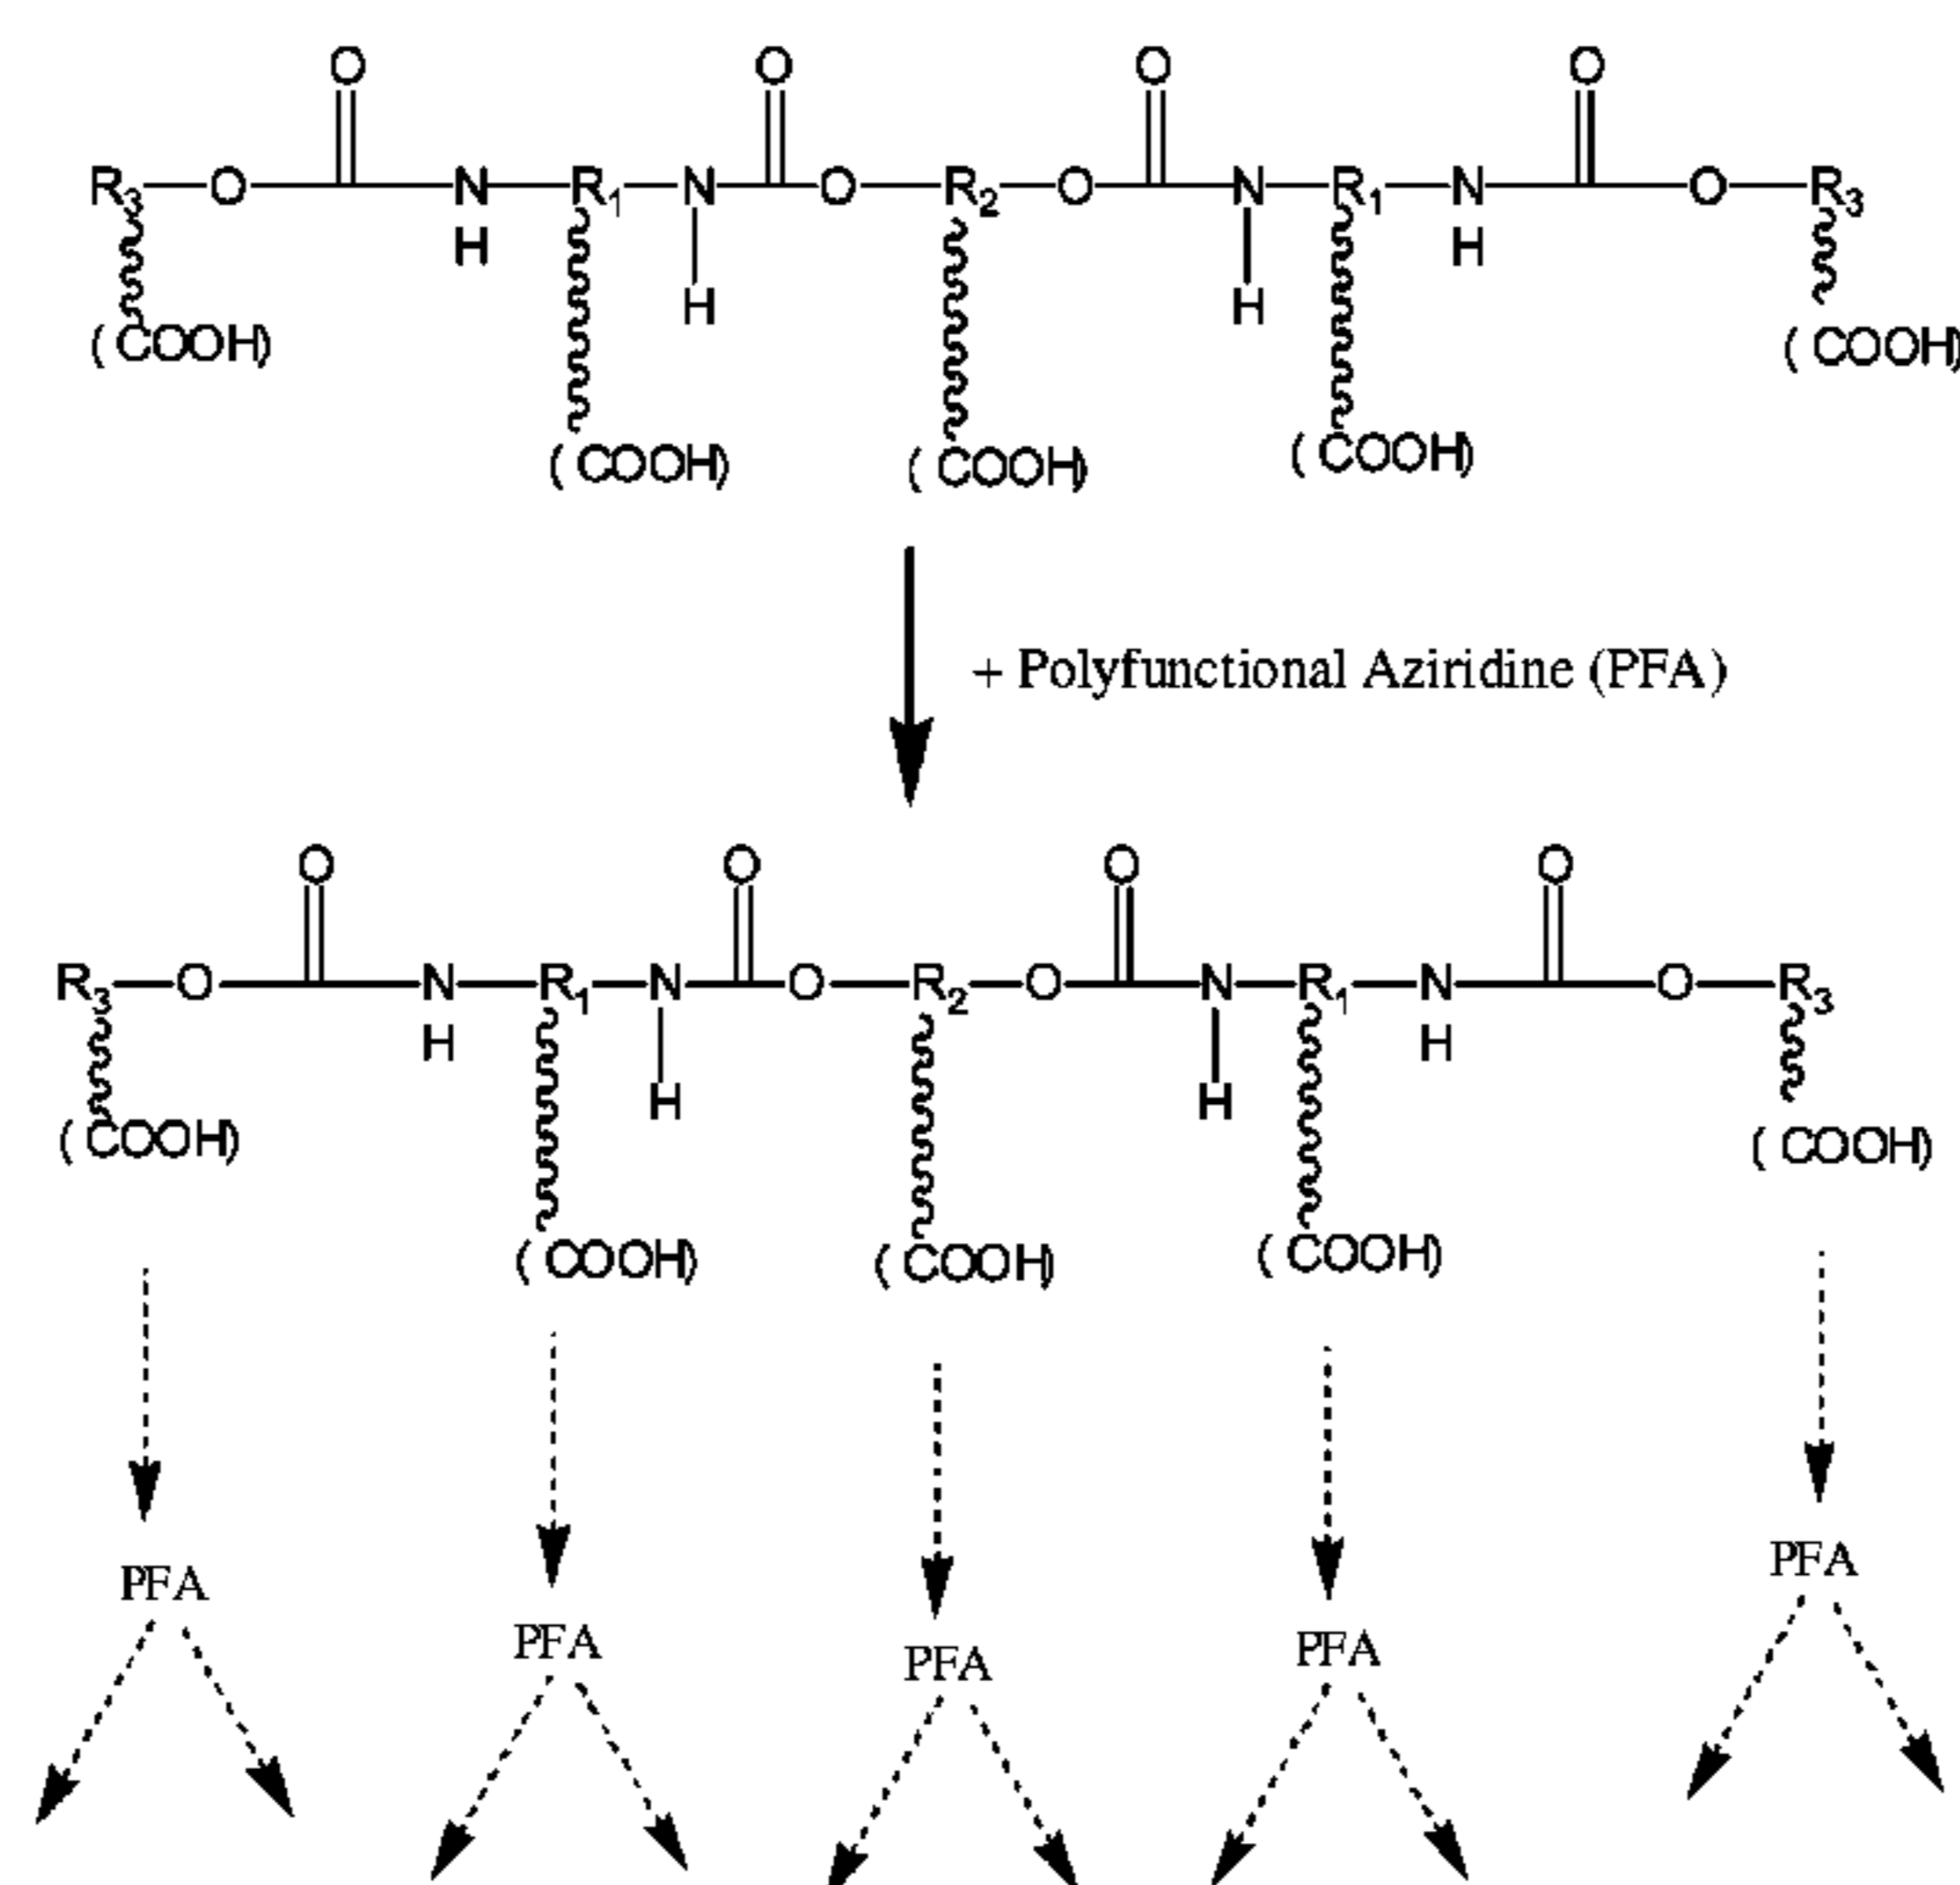 O O O O
R3 O N R1 N O R2 O N R1 N O R3
H H H H
(COOH) (COOH)
(COOH) (COOH) (COOH)
+ Polyfunctional Aziridine (PFA)
O O O O
R3 O N R1 N O R2 O N R1 N O R3
H H H H
(COOH) (COOH)
(COOH) (COOH) (COOH)
PFA PFA PFA PFA PFA